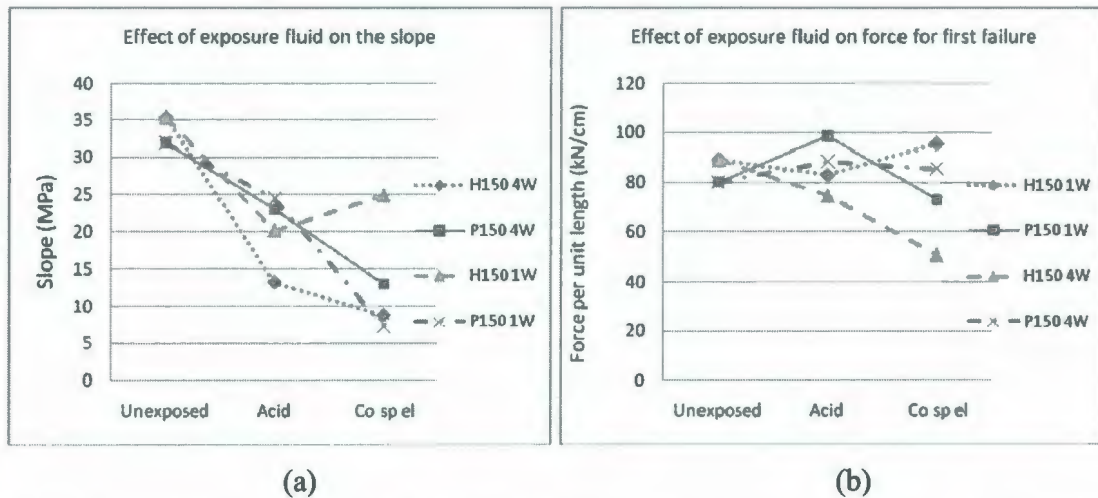 Effect of exposure fluid on the slope
Slope (MPa)
40
35
30
25
20
15
10
5
0
Unexposed Acid Co sp el
H150 4W
P150 4W
H150 1W
P150 1W
(a)
Effect of exposure fluid on force for first failure
Force per unit length (kN/cm)
120
100
80
60
40
20
0
Unexposed Acid Co sp el
H150 1W
P150 1W
H150 4W
P150 4W
(b)